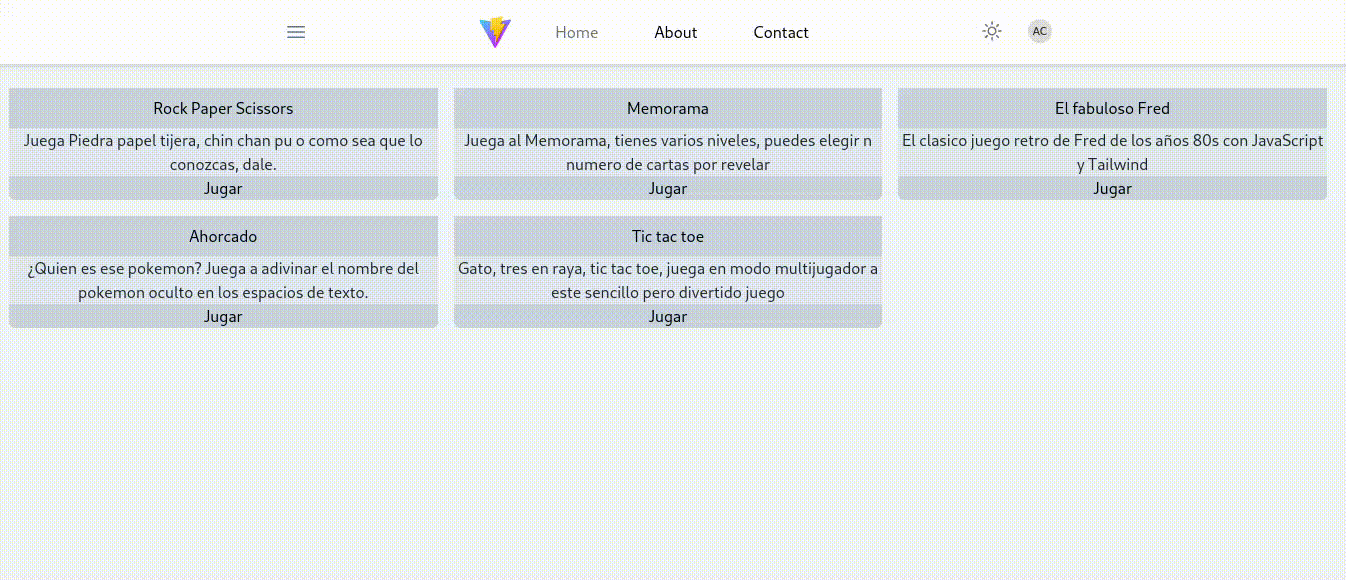 Home About Contact AC
Rock Paper Scissors
Juega Piedra papel tijera, chin chan pu o como sea que lo
conozcas, dale.
Jugar
Memorama
Juega al Memorama, tienes varios niveles, puedes elegir n
numero de cartas por revelar
Jugar
El fabuloso Fred
El clasico juego retro de Fred de los años 80s con JavaScript
y Tailwind
Jugar
Ahorcado
¿Quien es ese pokemon? Juega a adivinar el nombre del
pokemon oculto en los espacios de texto.
Jugar
Tic tac toe
Gato, tres en raya, tic tac toe, juega en modo multijugador a
este sencillo pero divertido juego
Jugar